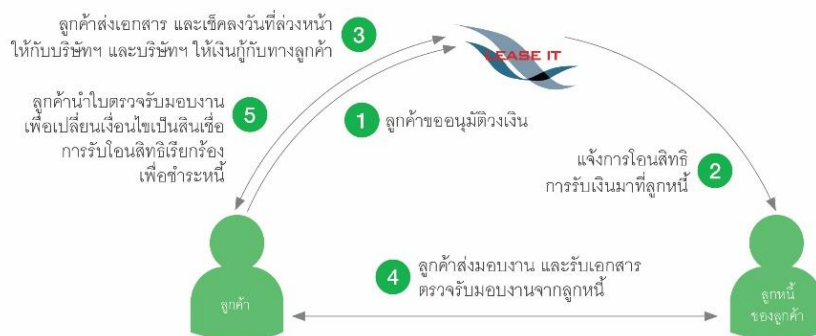 ลูกค้าส่งเอกสาร และเช็คลงวันที่ล่วงหน้า
ให้กับบริษัทฯ และบริษัทฯ ให้เงินกู้กับทางลูกค้า
3
LEASE IT
ลูกค้านำใบตรวจรับมอบงาน
เพื่อเปลี่ยนเงื่อนไขเป็นสินเชื่อ
การรับโอนสิทธิเรียกร้อง
เพื่อชำระหนี้
5
1
ลูกค้าขออนุมัติวงเงิน
แจ้งการโอนสิทธิ
การรับเงินมาที่ลูกหนี้
2
4
ลูกค้าส่งมอบงาน และรับเอกสาร
ตรวจรับมอบงานจากลูกหนี้
ลูกค้า
ลูกหนี้
ของลูกค้า